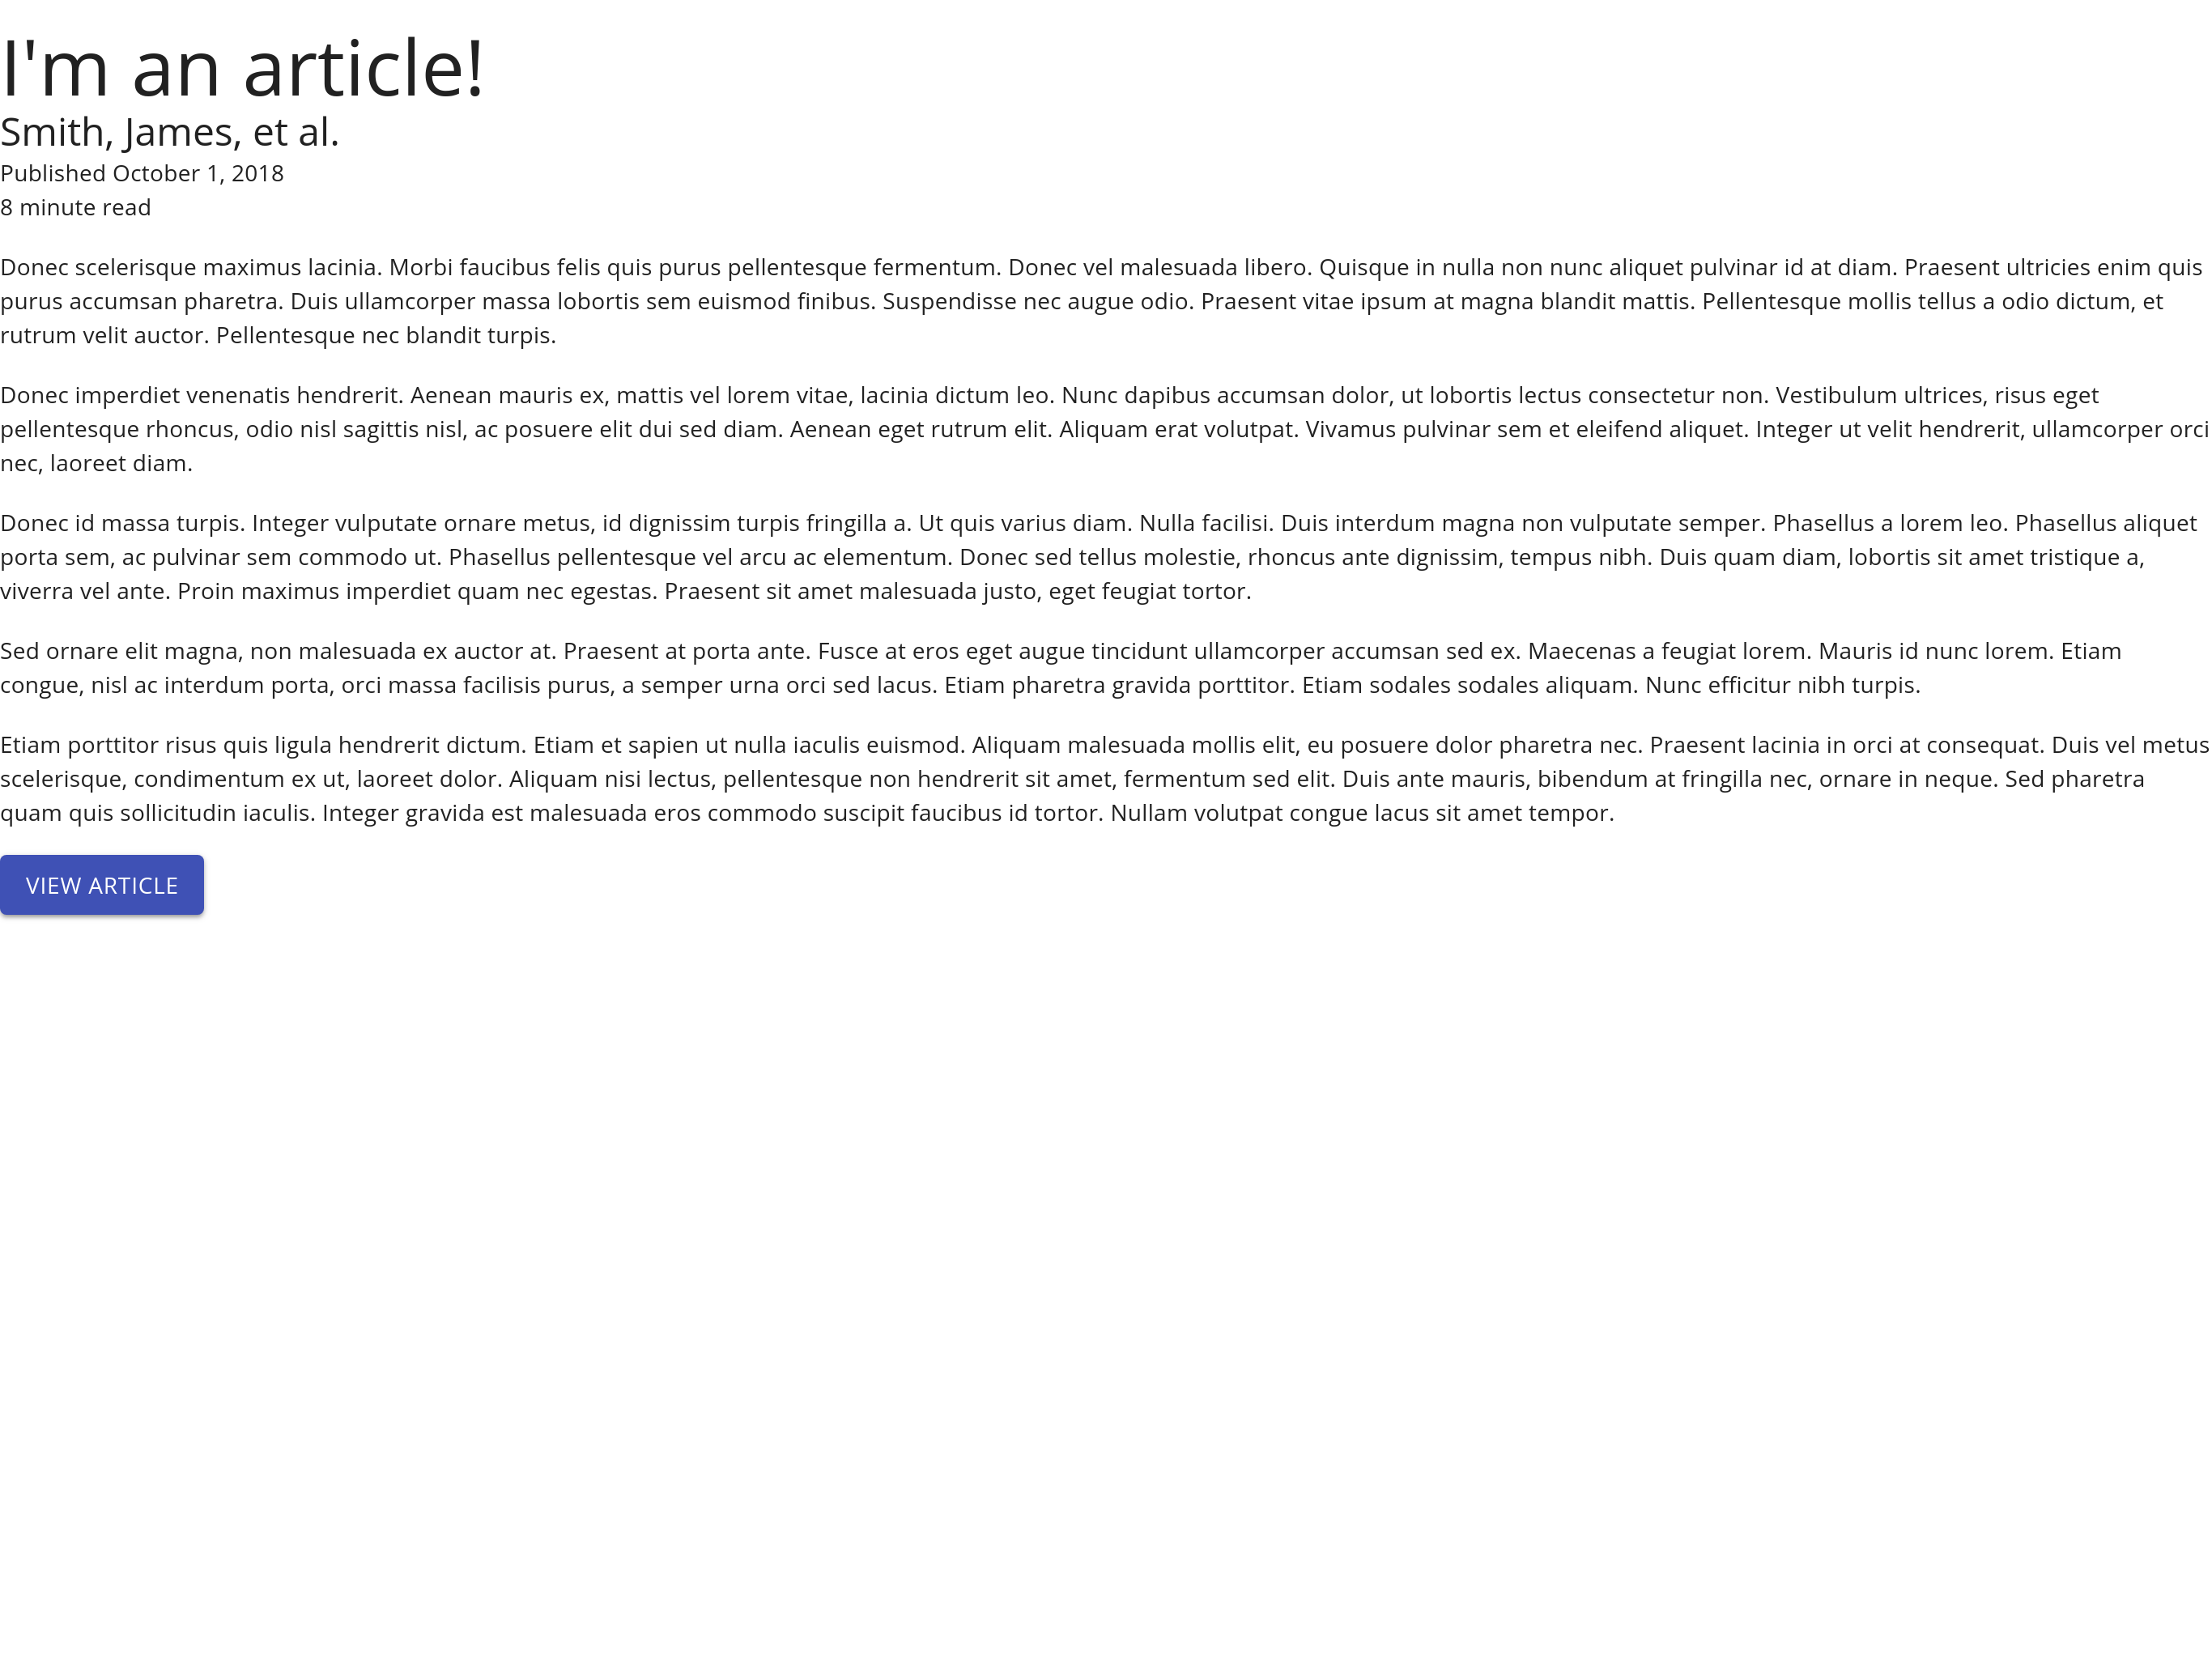 I'm an article!
Smith, James, et al.
Published October 1, 2018
8 minute read
Donec scelerisque maximus lacinia. Morbi faucibus felis quis purus pellentesque fermentum. Donec vel malesuada libero. Quisque in nulla non nunc aliquet pulvinar id at diam. Praesent ultricies enim quis
purus accumsan pharetra. Duis ullamcorper massa lobortis sem euismod finibus. Suspendisse nec augue odio. Praesent vitae ipsum at magna blandit mattis. Pellentesque mollis tellus a odio dictum, et
rutrum velit auctor. Pellentesque nec blandit turpis.
Donec imperdiet venenatis hendrerit. Aenean mauris ex, mattis vel lorem vitae, lacinia dictum leo. Nunc dapibus accumsan dolor, ut lobortis lectus consectetur non. Vestibulum ultrices, risus eget
pellentesque rhoncus, odio nisl sagittis nisl, ac posuere elit dui sed diam. Aenean eget rutrum elit. Aliquam erat volutpat. Vivamus pulvinar sem et eleifend aliquet. Integer ut velit hendrerit, ullamcorper orci
nec, laoreet diam.
Donec id massa turpis. Integer vulputate ornare metus, id dignissim turpis fringilla a. Ut quis varius diam. Nulla facilisi. Duis interdum magna non vulputate semper. Phasellus a lorem leo. Phasellus aliquet
porta sem, ac pulvinar sem commodo ut. Phasellus pellentesque vel arcu ac elementum. Donec sed tellus molestie, rhoncus ante dignissim, tempus nibh. Duis quam diam, lobortis sit amet tristique a,
viverra vel ante. Proin maximus imperdiet quam nec egestas. Praesent sit amet malesuada justo, eget feugiat tortor.
Sed ornare elit magna, non malesuada ex auctor at. Praesent at porta ante. Fusce at eros eget augue tincidunt ullamcorper accumsan sed ex. Maecenas a feugiat lorem. Mauris id nunc lorem. Etiam
congue, nisl ac interdum porta, orci massa facilisis purus, a semper urna orci sed lacus. Etiam pharetra gravida porttitor. Etiam sodales sodales aliquam. Nunc efficitur nibh turpis.
Etiam porttitor risus quis ligula hendrerit dictum. Etiam et sapien ut nulla iaculis euismod. Aliquam malesuada mollis elit, eu posuere dolor pharetra nec. Praesent lacinia in orci at consequat. Duis vel metus
scelerisque, condimentum ex ut, laoreet dolor. Aliquam nisi lectus, pellentesque non hendrerit sit amet, fermentum sed elit. Duis ante mauris, bibendum at fringilla nec, ornare in neque. Sed pharetra
quam quis sollicitudin iaculis. Integer gravida est malesuada eros commodo suscipit faucibus id tortor. Nullam volutpat congue lacus sit amet tempor.
VIEW ARTICLE